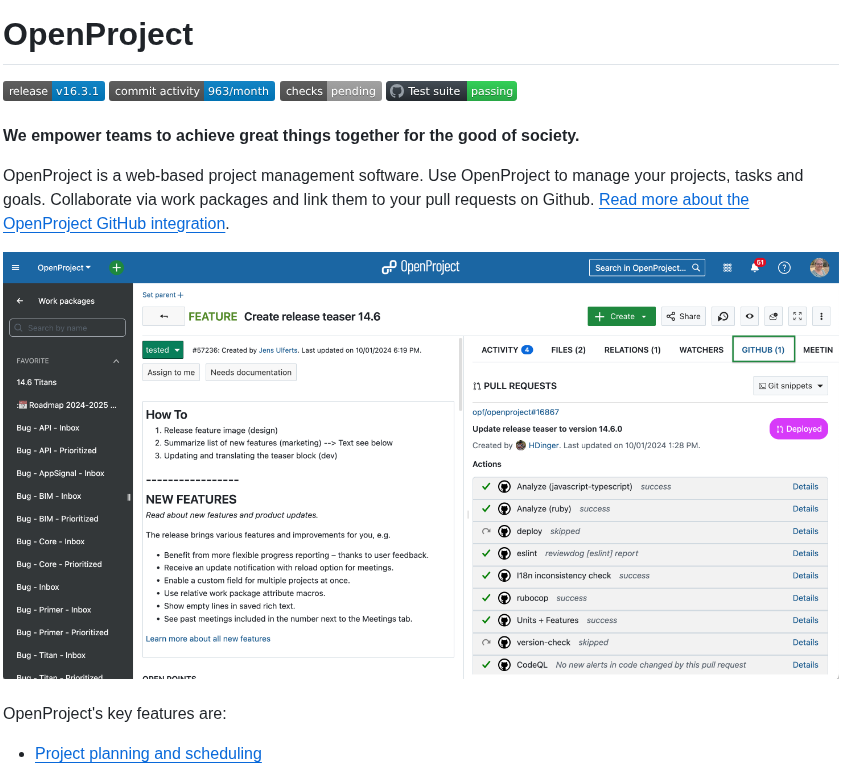 OpenProject
release v16.3.1 commit activity 963/month checks pending Test suite passing
We empower teams to achieve great things together for the good of society.
OpenProject is a web-based project management software. Use OpenProject to manage your projects, tasks and
goals. Collaborate via work packages and link them to your pull requests on Github. Read more about the
OpenProject GitHub integration.
OpenProject
OpenProject
Search in OpenProject...
51
Work packages
Search by name
FAVORITE
14.6 Titans
:📆 Roadmap 2024-2025 ...
Bug - API - Inbox
Bug - API - Prioritized
Bug - AppSignal - Inbox
Bug - BIM - Inbox
Bug - BIM - Prioritized
Bug - Core - Inbox
Bug - Core - Prioritized
Bug - Inbox
Bug - Primer - Inbox
Bug - Primer - Prioritized
Bug - Titan - Inbox
Bug - Titan - Prioritized
Set parent +
FEATURE Create release teaser 14.6
Create
Share
tested
#57236: Created by Jens Ulferts. Last updated on 10/01/2024 6:19 PM.
Assign to me Needs documentation
How To
1. Release feature image (design)
2. Summarize list of new features (marketing) --> Text see below
3. Updating and translating the teaser block (dev)
----------------
NEW FEATURES
Read about new features and product updates.
The release brings various features and improvements for you, e.g.
• Benefit from more flexible progress reporting – thanks to user feedback.
• Receive an update notification with reload option for meetings.
• Enable a custom field for multiple projects at once.
• Use relative work package attribute macros.
• Show empty lines in saved rich text.
• See past meetings included in the number next to the Meetings tab.
Learn more about all new features
OPEN POINTS
ACTIVITY 4 FILES (2) RELATIONS (1) WATCHERS GITHUB (1) MEETIN
PULL REQUESTS
Git snippets
opf/openproject#16867
Update release teaser to version 14.6.0
Deployed
Created by HDinger. Last updated on 10/01/2024 1:28 PM.
Actions
Analyze (javascript-typescript) success Details
Analyze (ruby) success Details
deploy skipped Details
eslint reviewdog [eslint] report Details
I18n inconsistency check success Details
rubocop success Details
Units + Features success Details
version-check skipped Details
CodeQL No new alerts in code changed by this pull request Details
OpenProject's key features are:
• Project planning and scheduling